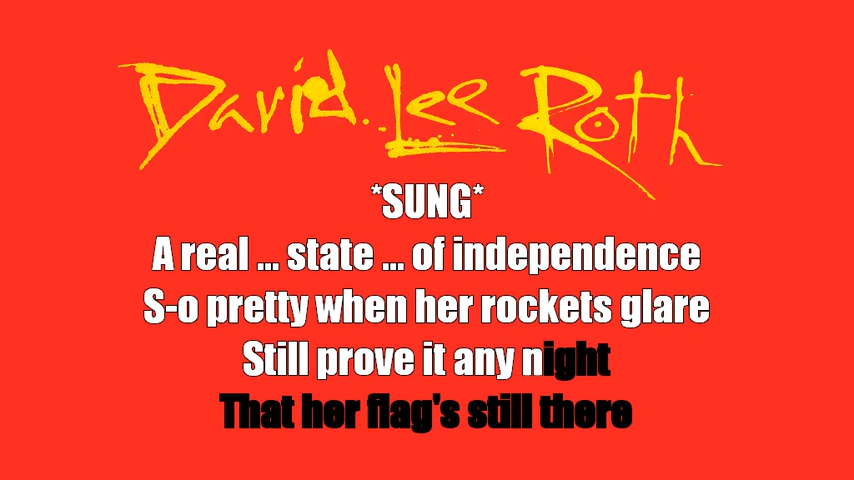 David Lee Roth
*SUNG*
A real ... state ... of independence
S-o pretty when her rockets glare
Still prove it any night
That her flag's still there